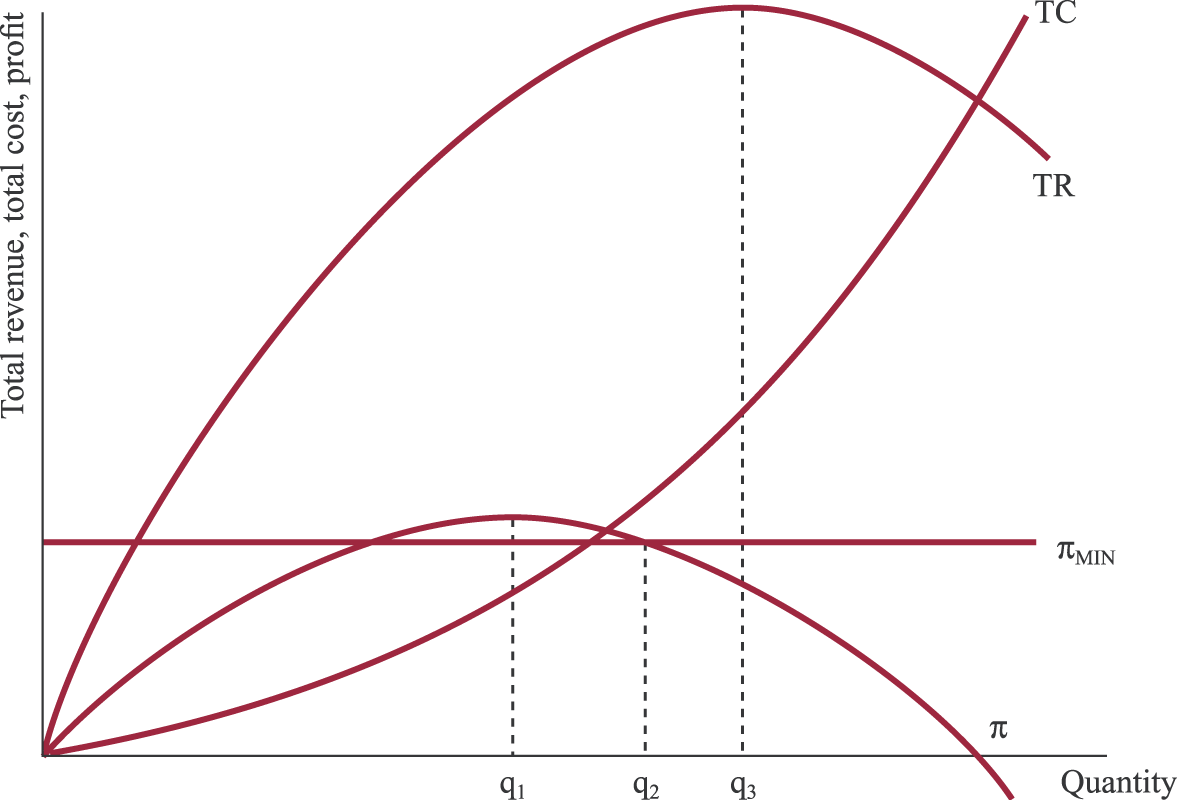 Total revenue, total cost, profit
TC
TR
πMIN
π
q1
q2
q3
Quantity